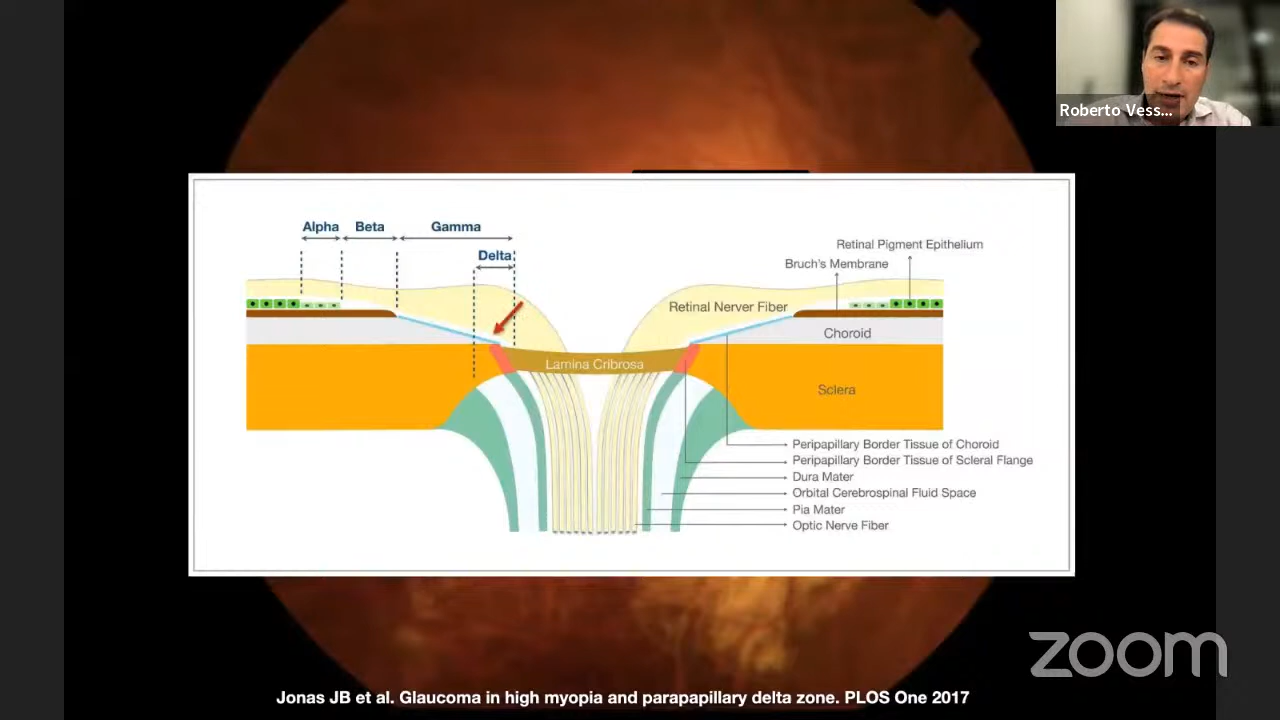 Roberto Vess...
Alpha
Beta
Gamma
Delta
Retinal Pigment Epithelium
Bruch's Membrane
Retinal Nerver Fiber
Choroid
Lamina Cribrosa
Sclera
Peripapillary Border Tissue of Choroid
Peripapillary Border Tissue of Scleral Flange
Dura Mater
Orbital Cerebrospinal Fluid Space
Pia Mater
Optic Nerve Fiber
zoom
Jonas JB et al. Glaucoma in high myopia and parapapillary delta zone. PLOS One 2017